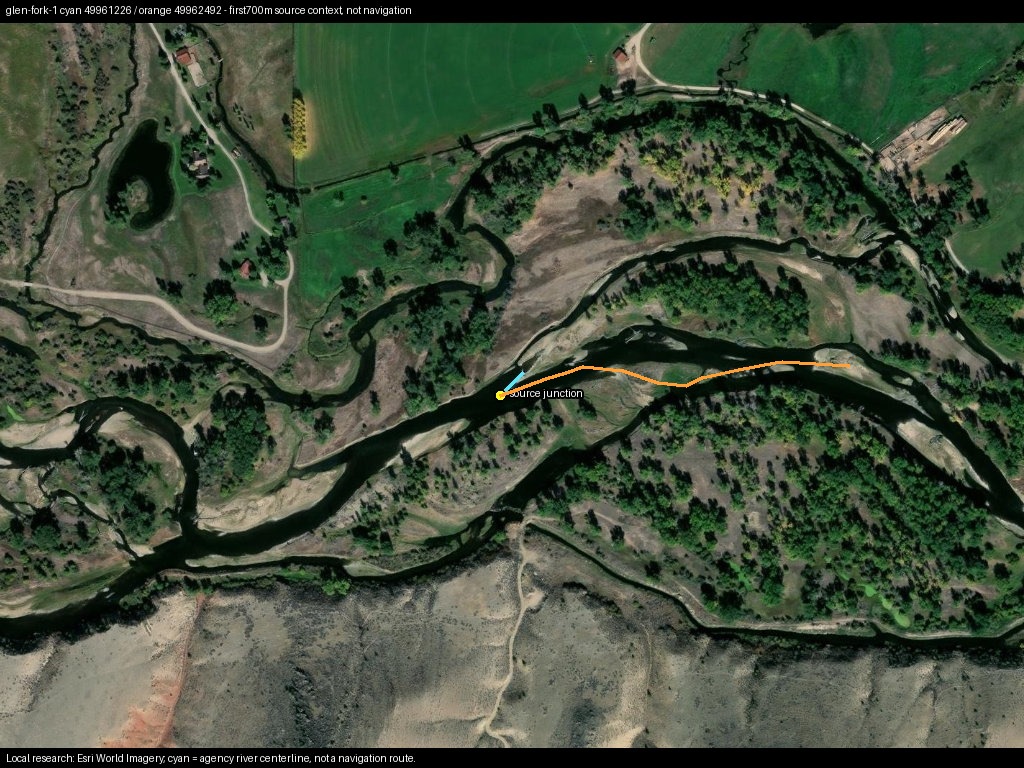 glen-fork-1 cyan 49961226 / orange 49962492 - first700m source context, not navigation
source junction
Local research: Esri World Imagery; cyan = agency river centerline, not a navigation route.